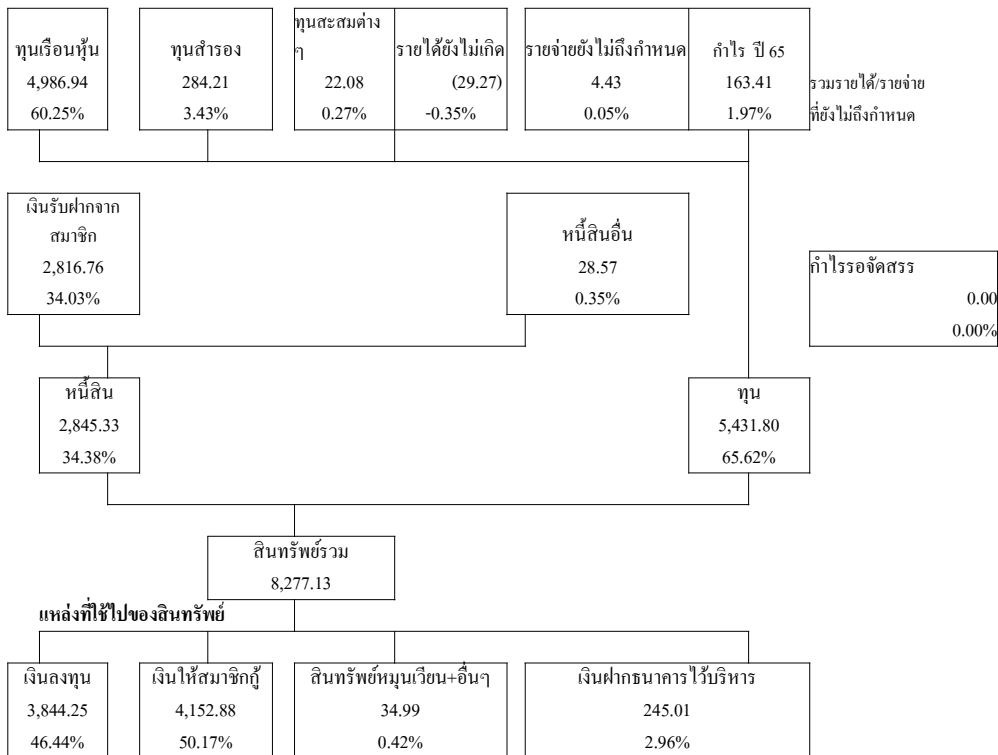 ทุนเรือนหุ้น
4,986.94
60.25%
ทุนสำรอง
284.21
3.43%
ทุนสะสมต่าง
ๆ
22.08
0.27%
รายได้ยังไม่เกิด
(29.27)
-0.35%
รายจ่ายยังไม่ถึงกำหนด
4.43
0.05%
กำไร ปี 65
163.41
1.97%
รวมรายได้/รายจ่าย
ที่ยังไม่ถึงกำหนด
เงินรับฝากจาก
สมาชิก
2,816.76
34.03%
หนี้สินอื่น
28.57
0.35%
กำไรรอจัดสรร
0.00
0.00%
หนี้สิน
2,845.33
34.38%
ทุน
5,431.80
65.62%
สินทรัพย์รวม
8,277.13
แหล่งที่ใช้ไปของสินทรัพย์
เงินลงทุน
3,844.25
46.44%
เงินให้สมาชิกกู้
4,152.88
50.17%
สินทรัพย์หมุนเวียน+อื่นๆ
34.99
0.42%
เงินฝากธนาคารไว้บริหาร
245.01
2.96%